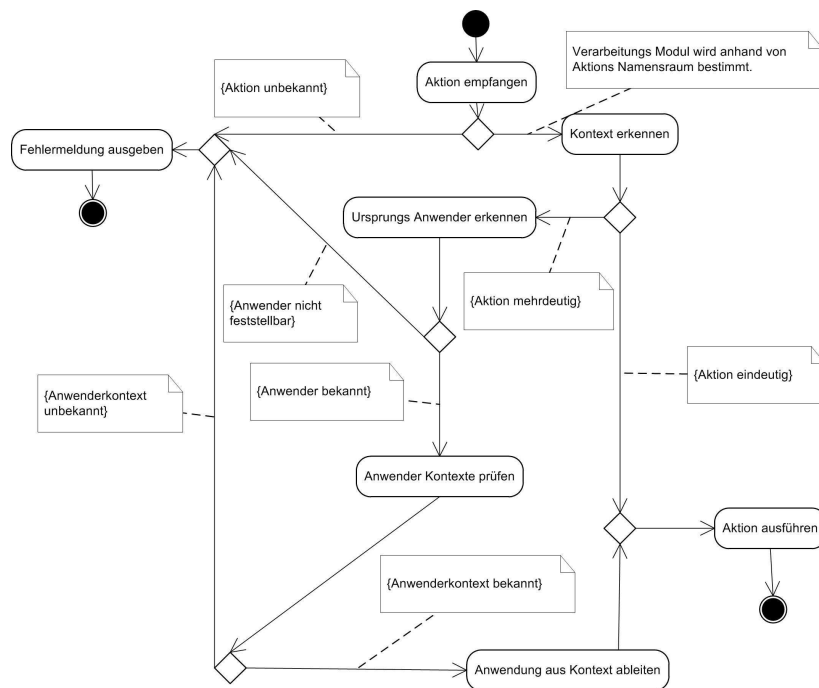 Verarbeitungs Modul wird anhand von
Aktions Namensraum bestimmt.
{Aktion unbekannt}
Aktion empfangen
Fehlermeldung ausgeben
Kontext erkennen
Ursprungs Anwender erkennen
{Anwender nicht
feststellbar}
{Aktion mehrdeutig}
{Anwenderkontext
unbekannt}
{Anwender bekannt}
{Aktion eindeutig}
Anwender Kontexte prüfen
Aktion ausführen
{Anwenderkontext bekannt}
Anwendung aus Kontext ableiten